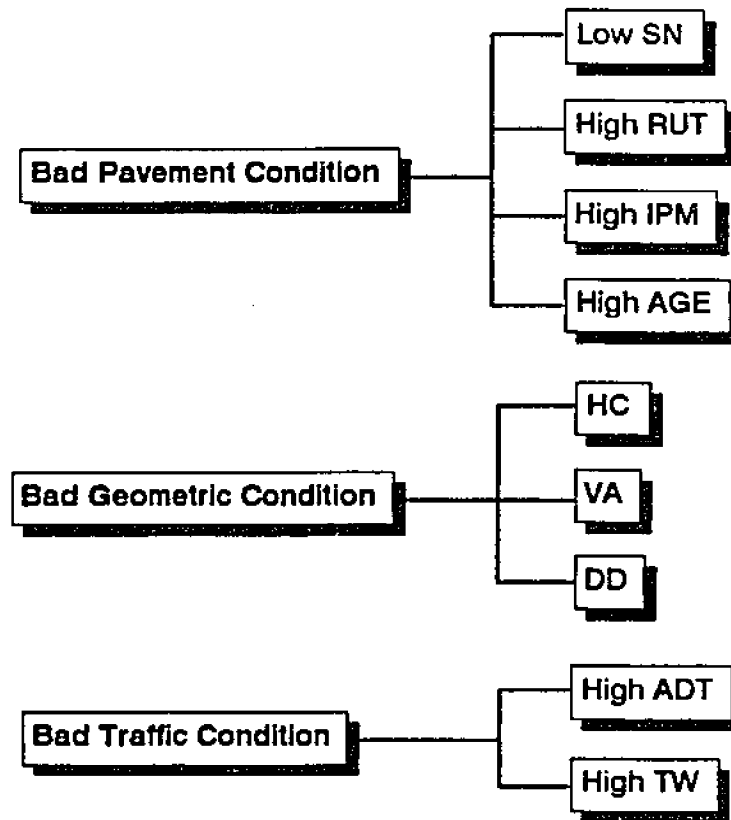 Low SN
High RUT
Bad Pavement Condition
High IPM
High AGE
HC
Bad Geometric Condition
VA
DD
High ADT
Bad Traffic Condition
High TW